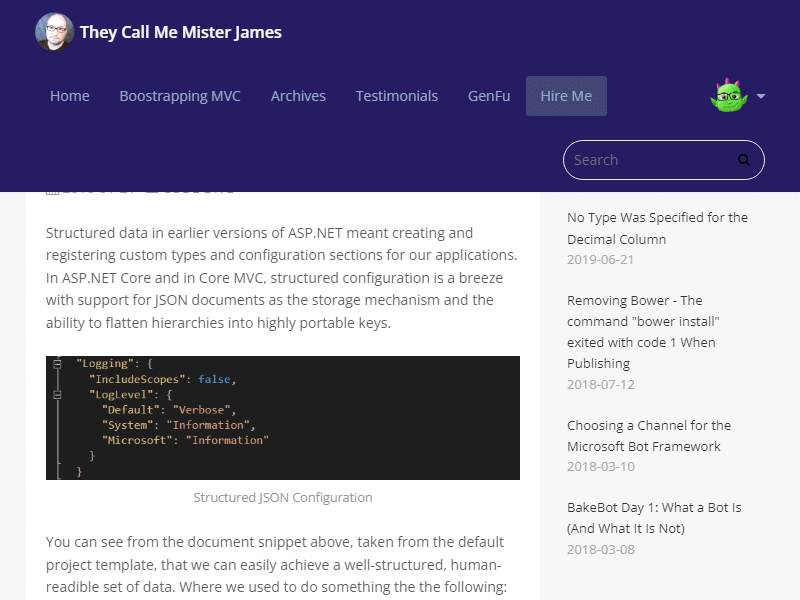 They Call Me Mister James
Home Boostrapping MVC Archives Testimonials GenFu Hire Me
Search
Structured data in earlier versions of ASP.NET meant creating and
registering custom types and configuration sections for our applications.
In ASP.NET Core and in Core MVC, structured configuration is a breeze
with support for JSON documents as the storage mechanism and the
ability to flatten hierarchies into highly portable keys.
"Logging": {
"IncludeScopes": false,
"LogLevel": {
"Default": "Verbose",
"System": "Information",
"Microsoft": "Information"
}
}
Structured JSON Configuration
You can see from the document snippet above, taken from the default
project template, that we can easily achieve a well-structured, human-
readible set of data. Where we used to do something the the following:
No Type Was Specified for the
Decimal Column
2019-06-21
Removing Bower - The
command "bower install"
exited with code 1 When
Publishing
2018-07-12
Choosing a Channel for the
Microsoft Bot Framework
2018-03-10
BakeBot Day 1: What a Bot Is
(And What It Is Not)
2018-03-08